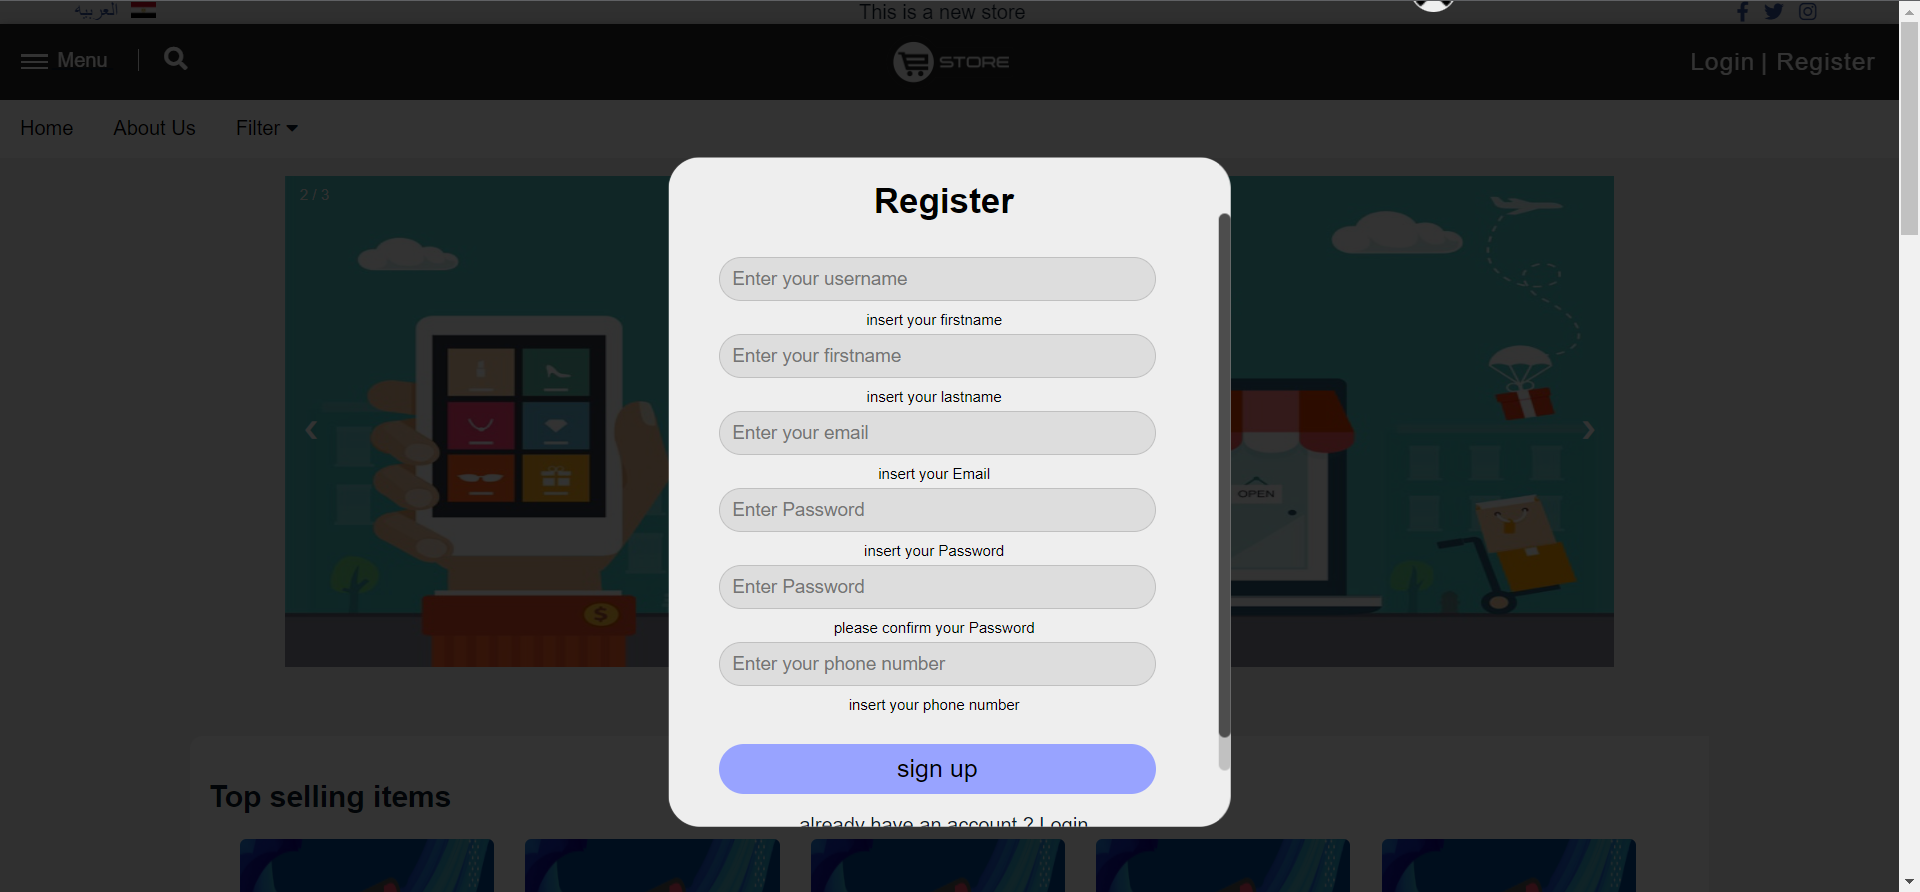 العربيه
This is a new store
Menu
STORE
Login | Register
Home
About Us
Filter
2 / 3
OPEN
$
Register
Enter your username
insert your firstname
Enter your firstname
insert your lastname
Enter your email
insert your Email
Enter Password
insert your Password
Enter Password
please confirm your Password
Enter your phone number
insert your phone number
sign up
already have an account ? Login
Top selling items